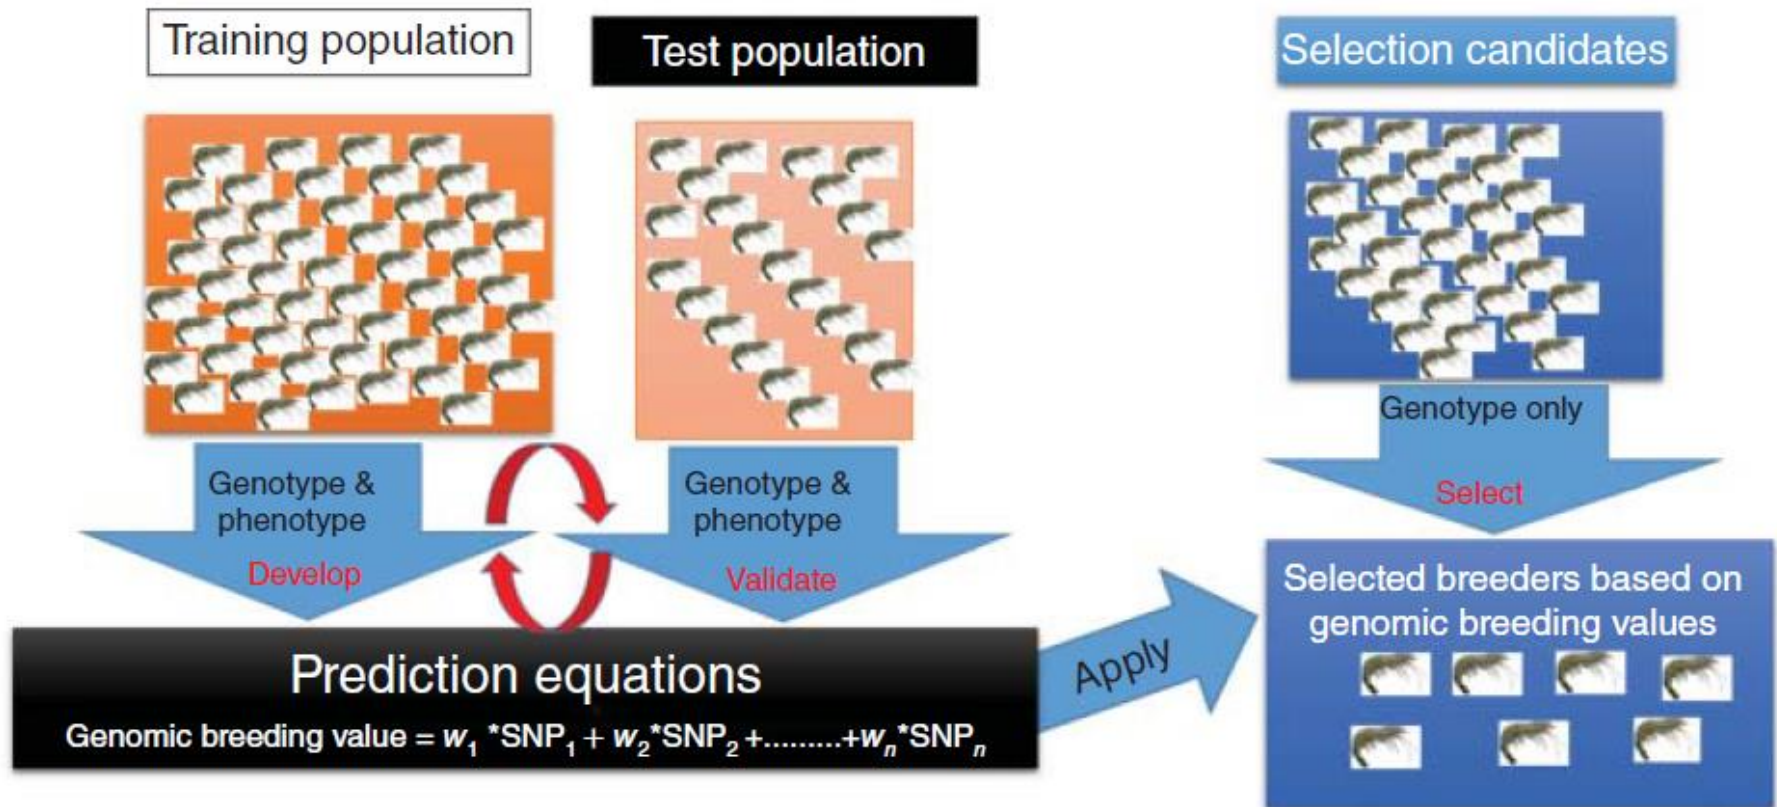 Training population
Test population
Selection candidates
Genotype &
phenotype
Develop
Genotype &
phenotype
Validate
Genotype only
Select
Prediction equations
Genomic breeding value = w₁ *SNP₁ + w₂*SNP₂ +.........+wₙ*SNPₙ
Apply
Selected breeders based on
genomic breeding values